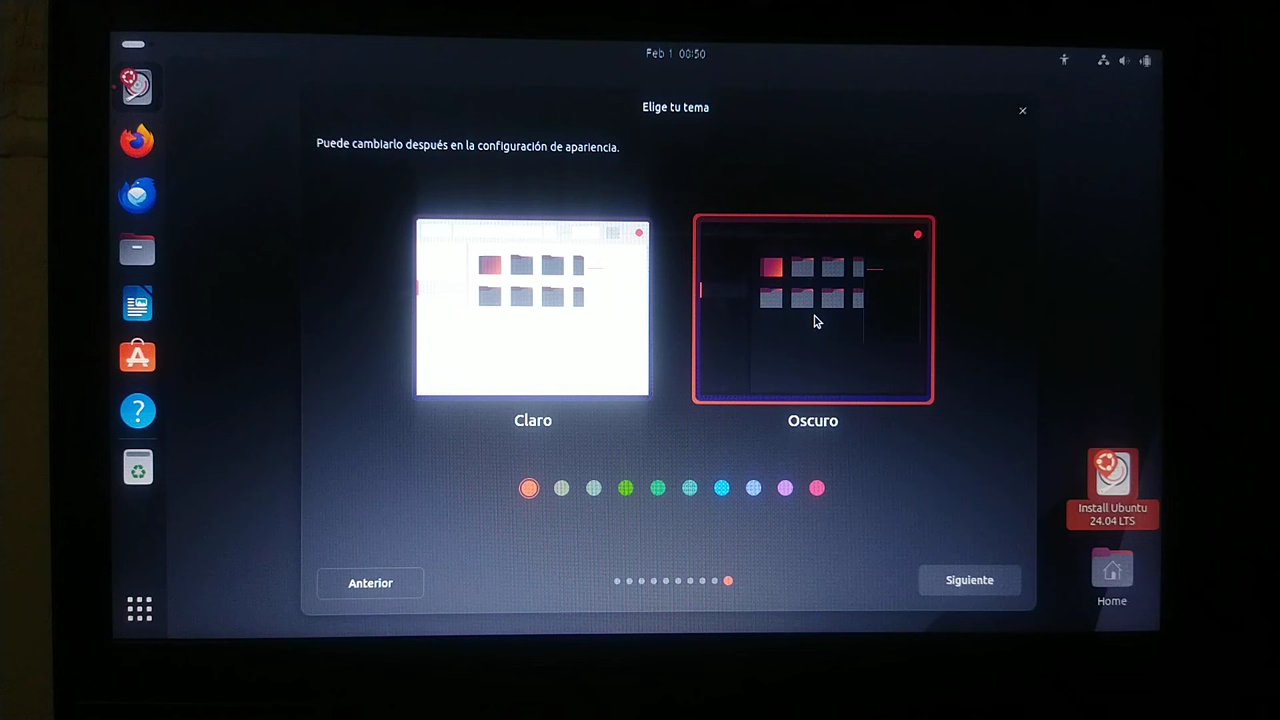 Feb 1 00:50
Elige tu tema
Puede cambiarlo después en la configuración de apariencia.
Claro
Oscuro
Install Ubuntu
24.04 LTS
Anterior
Siguiente
Home